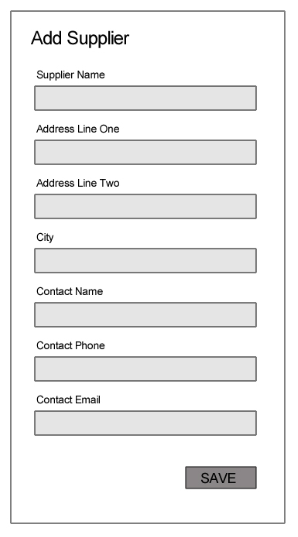 Add Supplier
Supplier Name
Address Line One
Address Line Two
City
Contact Name
Contact Phone
Contact Email
SAVE